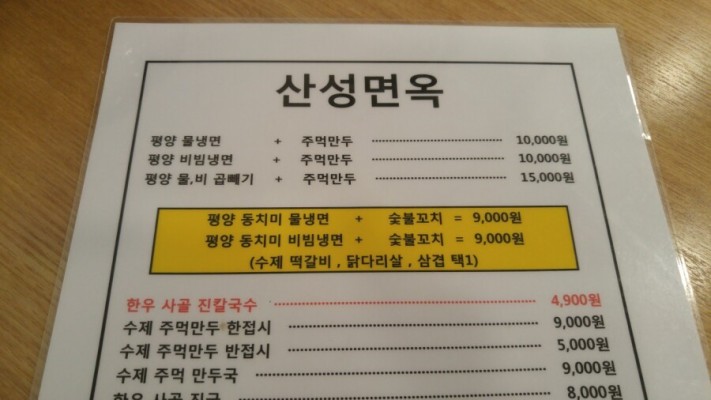 산성면옥
평양 물냉면 + 주먹만두 10,000원
평양 비빔냉면 + 주먹만두 10,000원
평양 물,비 곱빼기 + 주먹만두 15,000원
평양 동치미 물냉면 + 숯불꼬치 = 9,000원
평양 동치미 비빔냉면 + 숯불꼬치 = 9,000원
(수제 떡갈비 , 닭다리살 , 삼겹 택1)
한우 사골 진칼국수 4,900원
수제 주먹만두 한접시 9,000원
수제 주먹만두 반접시 5,000원
수제 주먹 만두국 9,000원
한우 사골 진국 8,000원